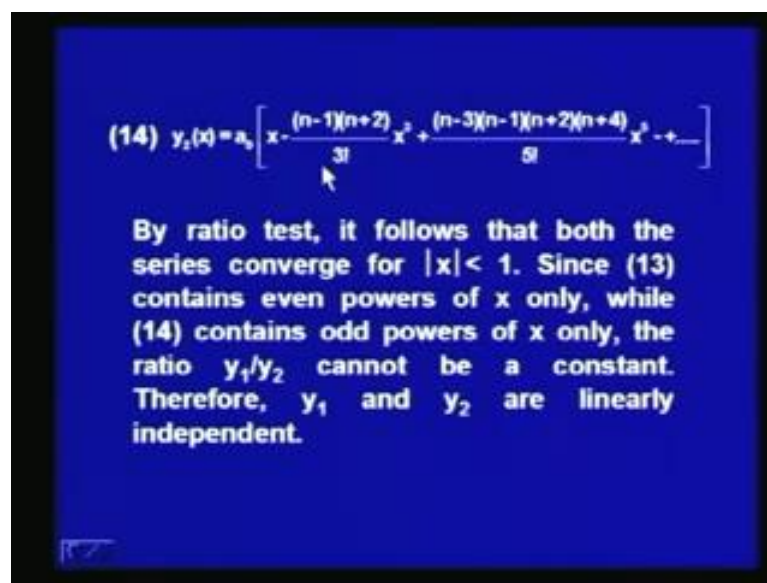 (14) y₂(x) = a₀ [ x - (n-1)(n+2)/3! x³ + (n-3)(n-1)(n+2)(n+4)/5! x⁵ - +.... ]
By ratio test, it follows that both the
series converge for |x| < 1. Since (13)
contains even powers of x only, while
(14) contains odd powers of x only, the
ratio y₁/y₂ cannot be a constant.
Therefore, y₁ and y₂ are linearly
independent.